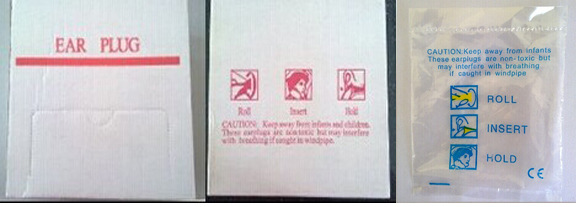 EAR PLUG
Roll Insert Hold
CAUTION: Keep away from infants and children.
These earplugs are non-toxic but may interfere
with breathing if caught in windpipe.
CAUTION:Keep away from infants
These earplugs are non-toxic but
may interfere with breathing
if caught in windpipe
ROLL
INSERT
HOLD
CE